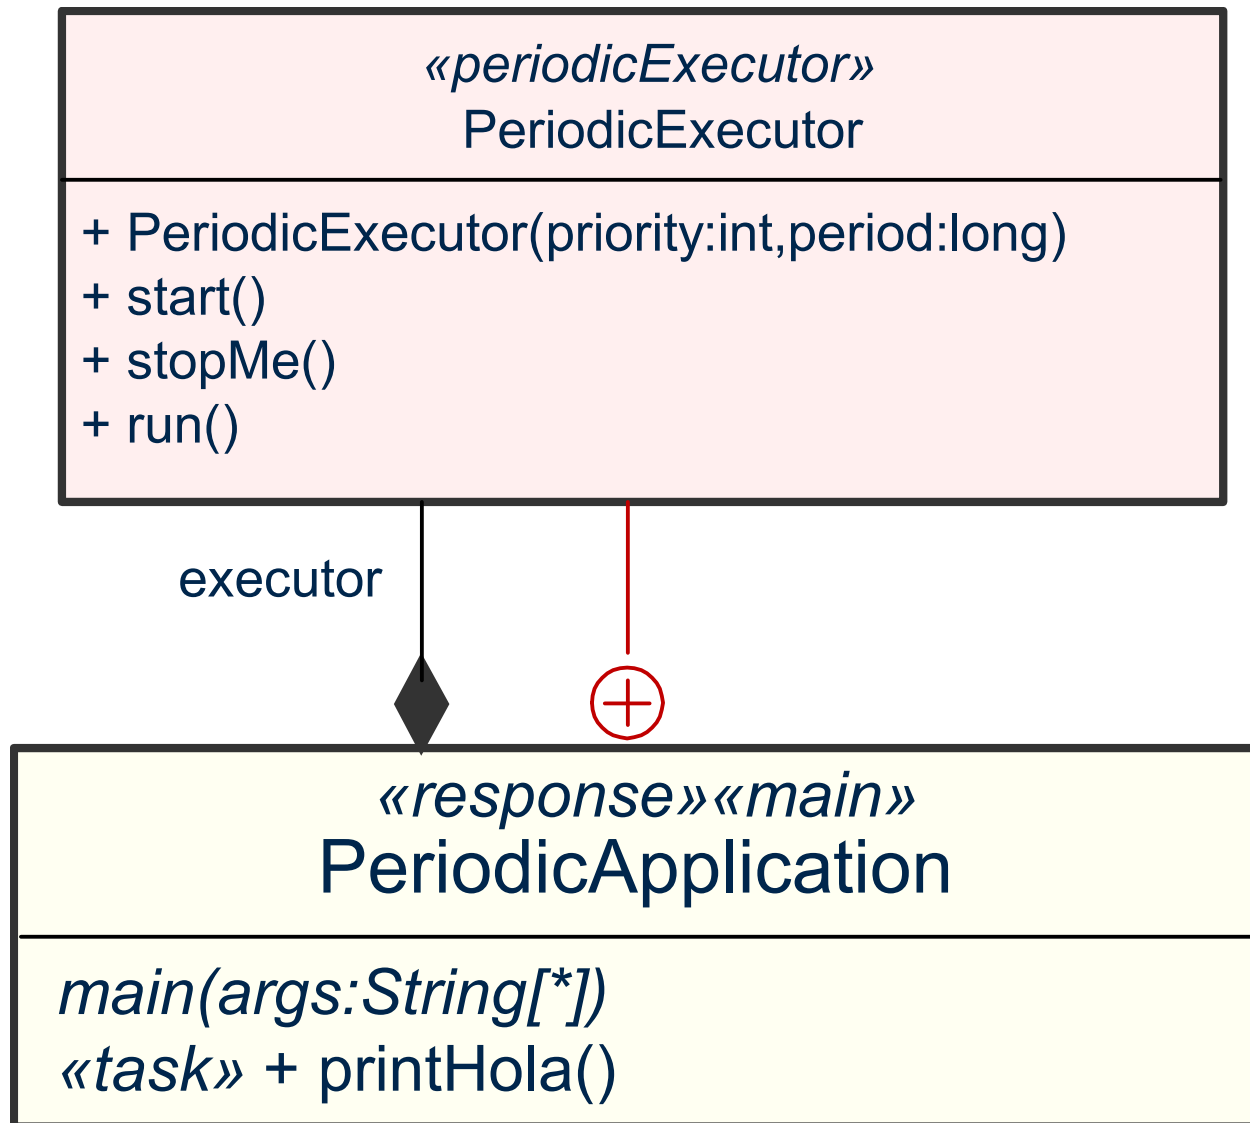 «periodicExecutor»
PeriodicExecutor
+ PeriodicExecutor(priority:int,period:long)
+ start()
+ stopMe()
+ run()
executor
«response»«main»
PeriodicApplication
main(args:String[*])
«task» + printHola()